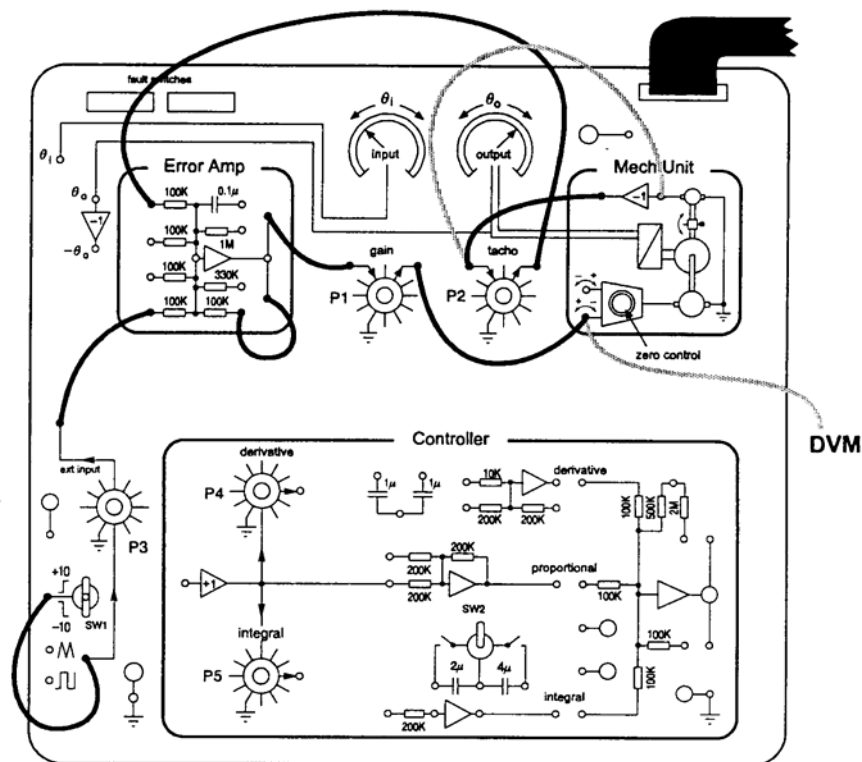 fault switches
θi
θo
θi
input
output
Error Amp
Mech Unit
θo
-1
-θo
100K
0.1μ
100K
1M
100K
330K
100K
100K
gain
P1
tacho
P2
-1
- +
+ -
zero control
DVM
ext input
P3
+10
-10
SW1
Controller
derivative
P4
1μ
1μ
10K
derivative
200K
200K
100K
500K
2M
+1
200K
200K
200K
proportional
100K
SW2
integral
P5
2μ
4μ
100K
100K
integral
200K